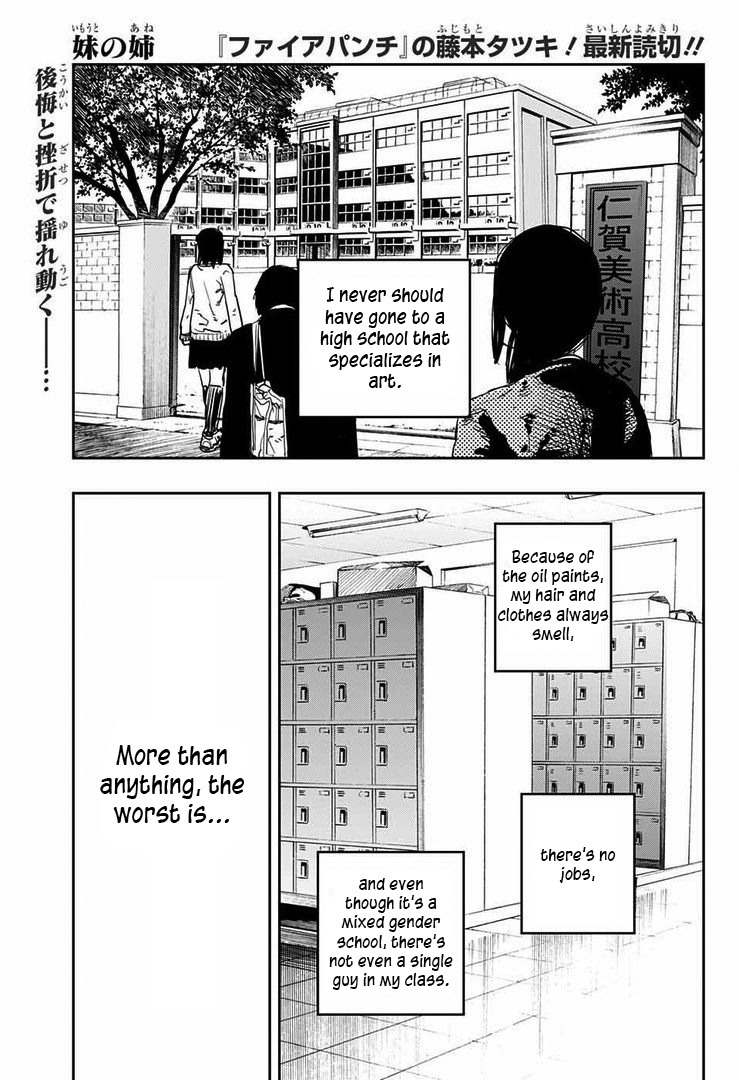 妹の姉
『ファイアパンチ』の藤本タツキ！最新読切!!
後悔と挫折で揺れ動く――…
仁賀美術高校
I never should
have gone to a
high school that
specializes in
art.
Because of
the oil paints,
my hair and
clothes always
smell,
there's no
jobs,
and even
though it's a
mixed gender
school, there's
not even a single
guy in my class.
More than
anything, the
worst is...